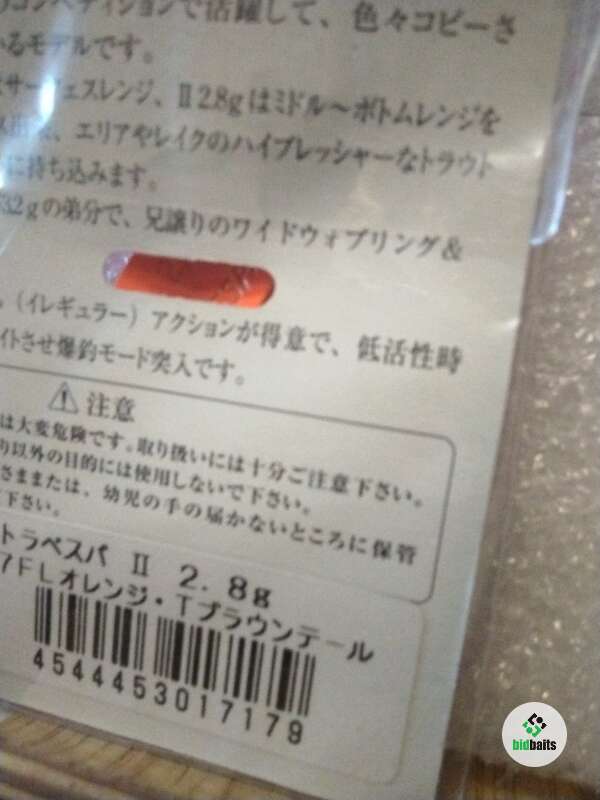 コンペティションで活躍して、色々コピーさ
いるモデルです。
サーフェスレンジ、Ⅱ2.8gはミドル〜ボトムレンジを
エリアやレイクのハイプレッシャーなトラウト
に持ち込みます。
3.2gの弟分で、兄譲りのワイドウォブリング&
(イレギュラー)アクションが得意で、低活性時
イトさせ爆釣モード突入です。
⚠注意
は大変危険です。取り扱いには十分ご注意下さい。
り以外の目的には使用しないで下さい。
さままたは、幼児の手の届かないところに保管
下さい。
トラベスパ Ⅱ 2.8g
7FLオレンジ・Tブラウンテール
4544453017179
bidbaits